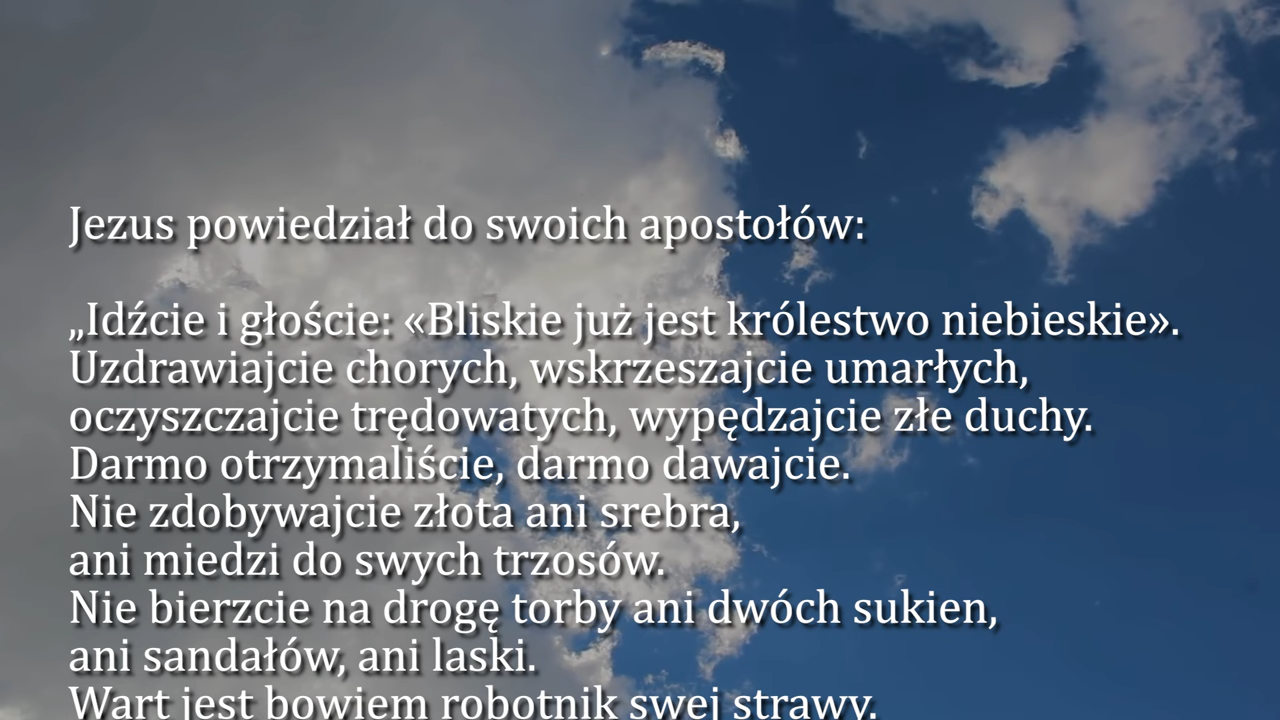 Jezus powiedział do swoich apostołów:
„Idźcie i głoście: «Bliskie już jest królestwo niebieskie».
Uzdrawiajcie chorych, wskrzeszajcie umarłych,
oczyszczajcie trędowatych, wypędzajcie złe duchy.
Darmo otrzymaliście, darmo dawajcie.
Nie zdobywajcie złota ani srebra,
ani miedzi do swych trzosów.
Nie bierzcie na drogę torby ani dwóch sukien,
ani sandałów, ani laski.
Wart jest bowiem robotnik swej strawy.